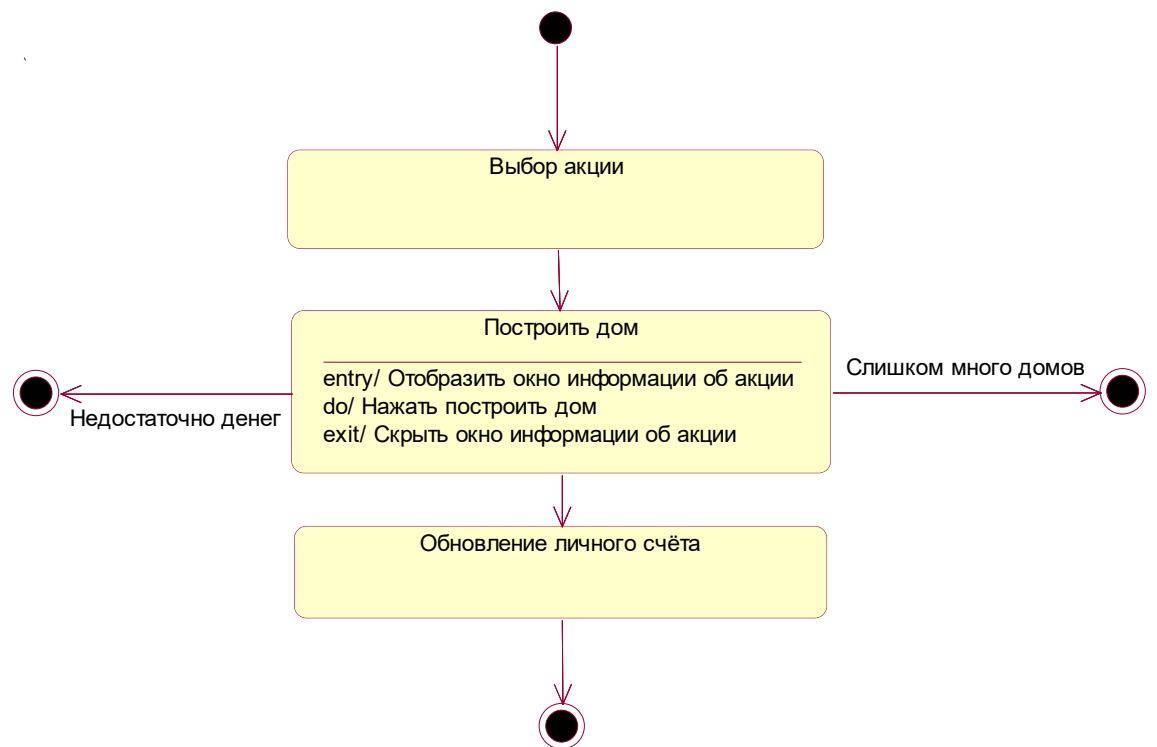 Выбор акции
Построить дом
entry/ Отобразить окно информации об акции
do/ Нажать построить дом
exit/ Скрыть окно информации об акции
Недостаточно денег
Слишком много домов
Обновление личного счёта